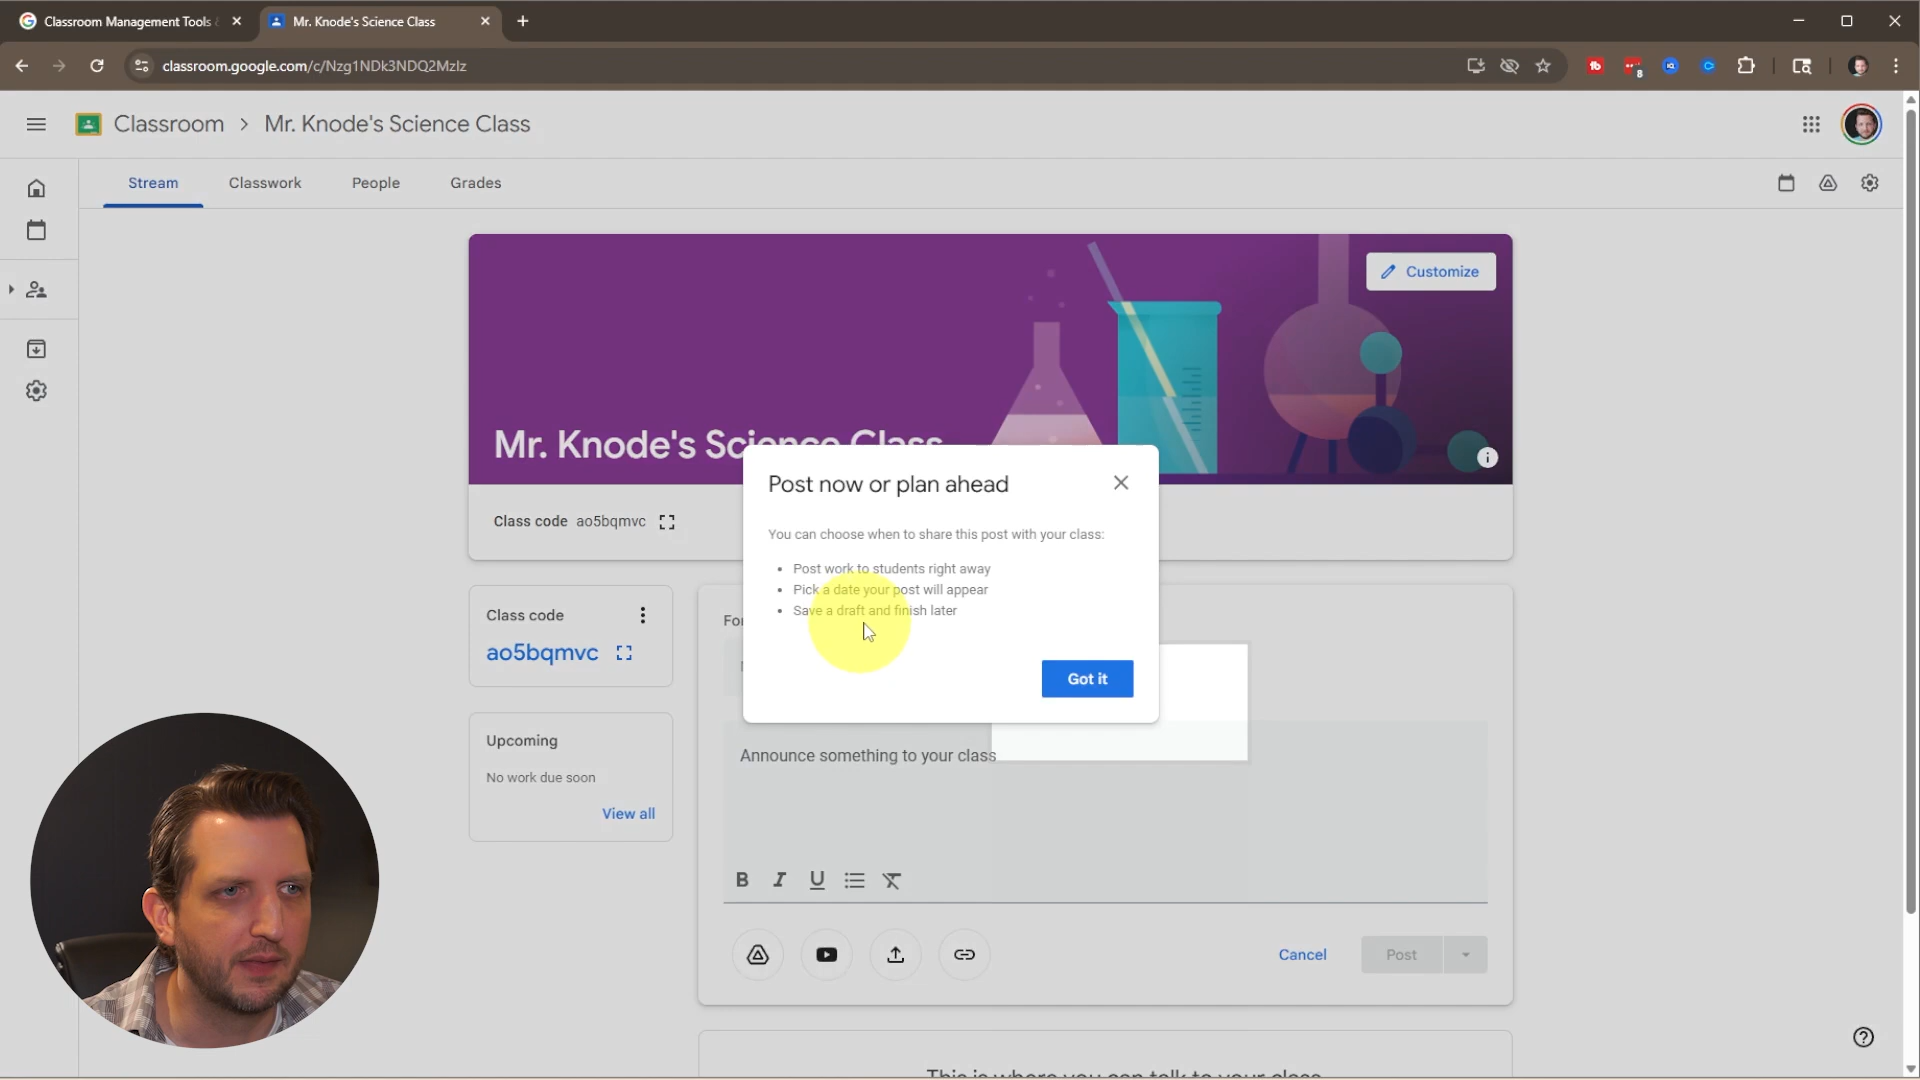 Classroom Management Tools
Mr. Knode's Science Class
classroom.google.com/c/Nzg1NDk3NDQ2MzIz
8
Classroom > Mr. Knode's Science Class
Stream
Classwork
People
Grades
Customize
Mr. Knode's Science Class
Class code ao5bqmvc
Post now or plan ahead
You can choose when to share this post with your class:
• Post work to students right away
• Pick a date your post will appear
• Save a draft and finish later
Got it
Class code
ao5bqmvc
Upcoming
No work due soon
View all
Announce something to your class
B I U
Cancel
Post
This is where you can talk to your class